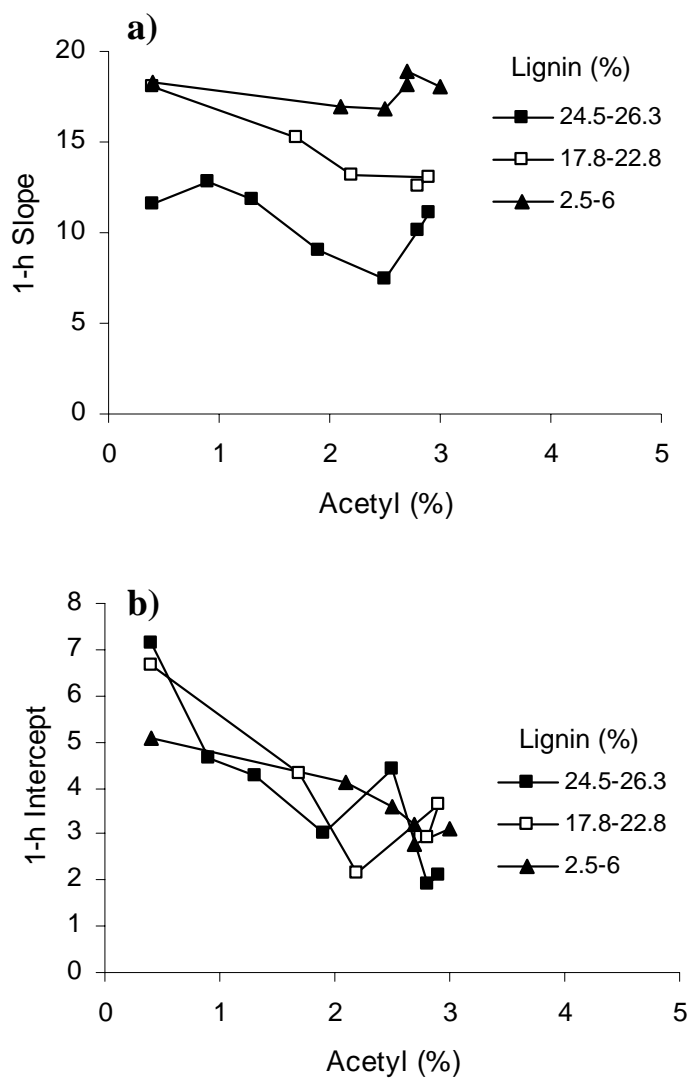 a)
20
15
10
5
0
1-h Slope
0 1 2 3 4 5
Acetyl (%)
Lignin (%)
24.5-26.3
17.8-22.8
2.5-6
b)
8
7
6
5
4
3
2
1
0
1-h Intercept
0 1 2 3 4 5
Acetyl (%)
Lignin (%)
24.5-26.3
17.8-22.8
2.5-6